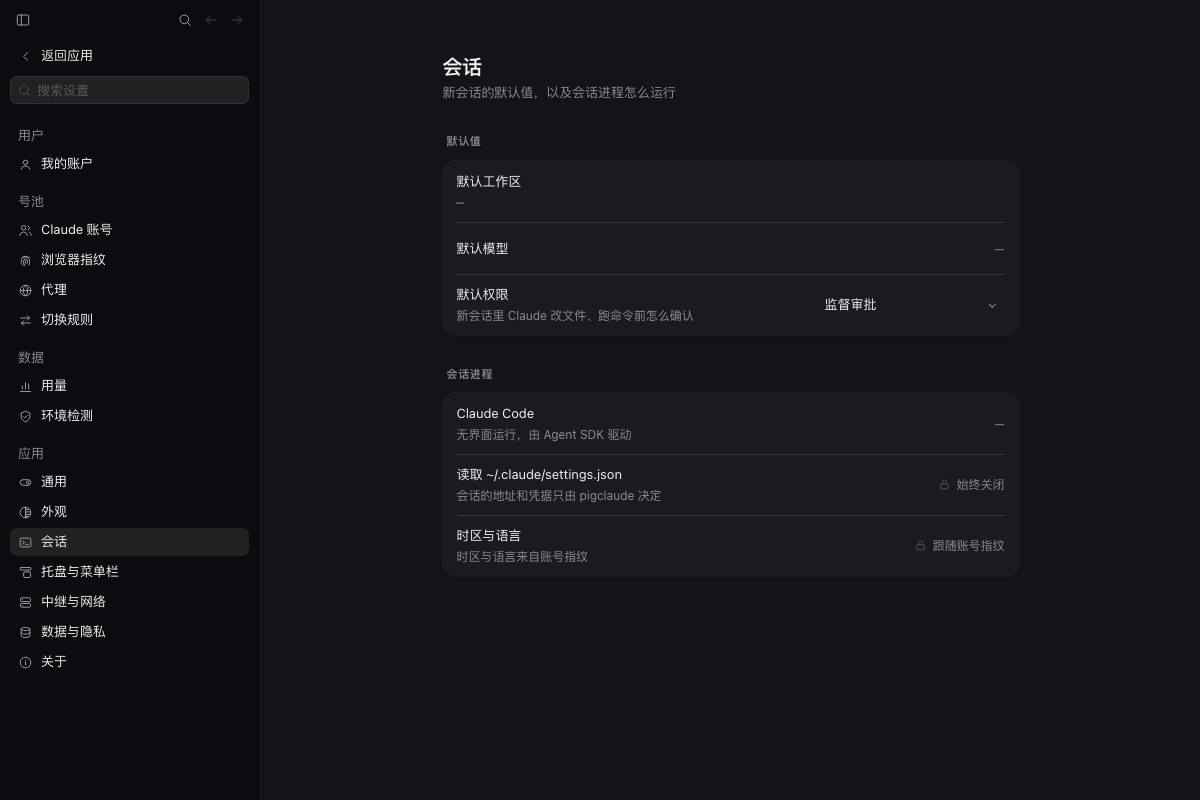 返回应用
搜索设置
用户
我的账户
号池
Claude 账号
浏览器指纹
代理
切换规则
数据
用量
环境检测
应用
通用
外观
会话
托盘与菜单栏
中继与网络
数据与隐私
关于
会话
新会话的默认值，以及会话进程怎么运行
默认值
默认工作区
—
默认模型
—
默认权限
新会话里 Claude 改文件、跑命令前怎么确认
监督审批
会话进程
Claude Code
无界面运行，由 Agent SDK 驱动
—
读取 ~/.claude/settings.json
会话的地址和凭据只由 pigclaude 决定
始终关闭
时区与语言
时区与语言来自账号指纹
跟随账号指纹